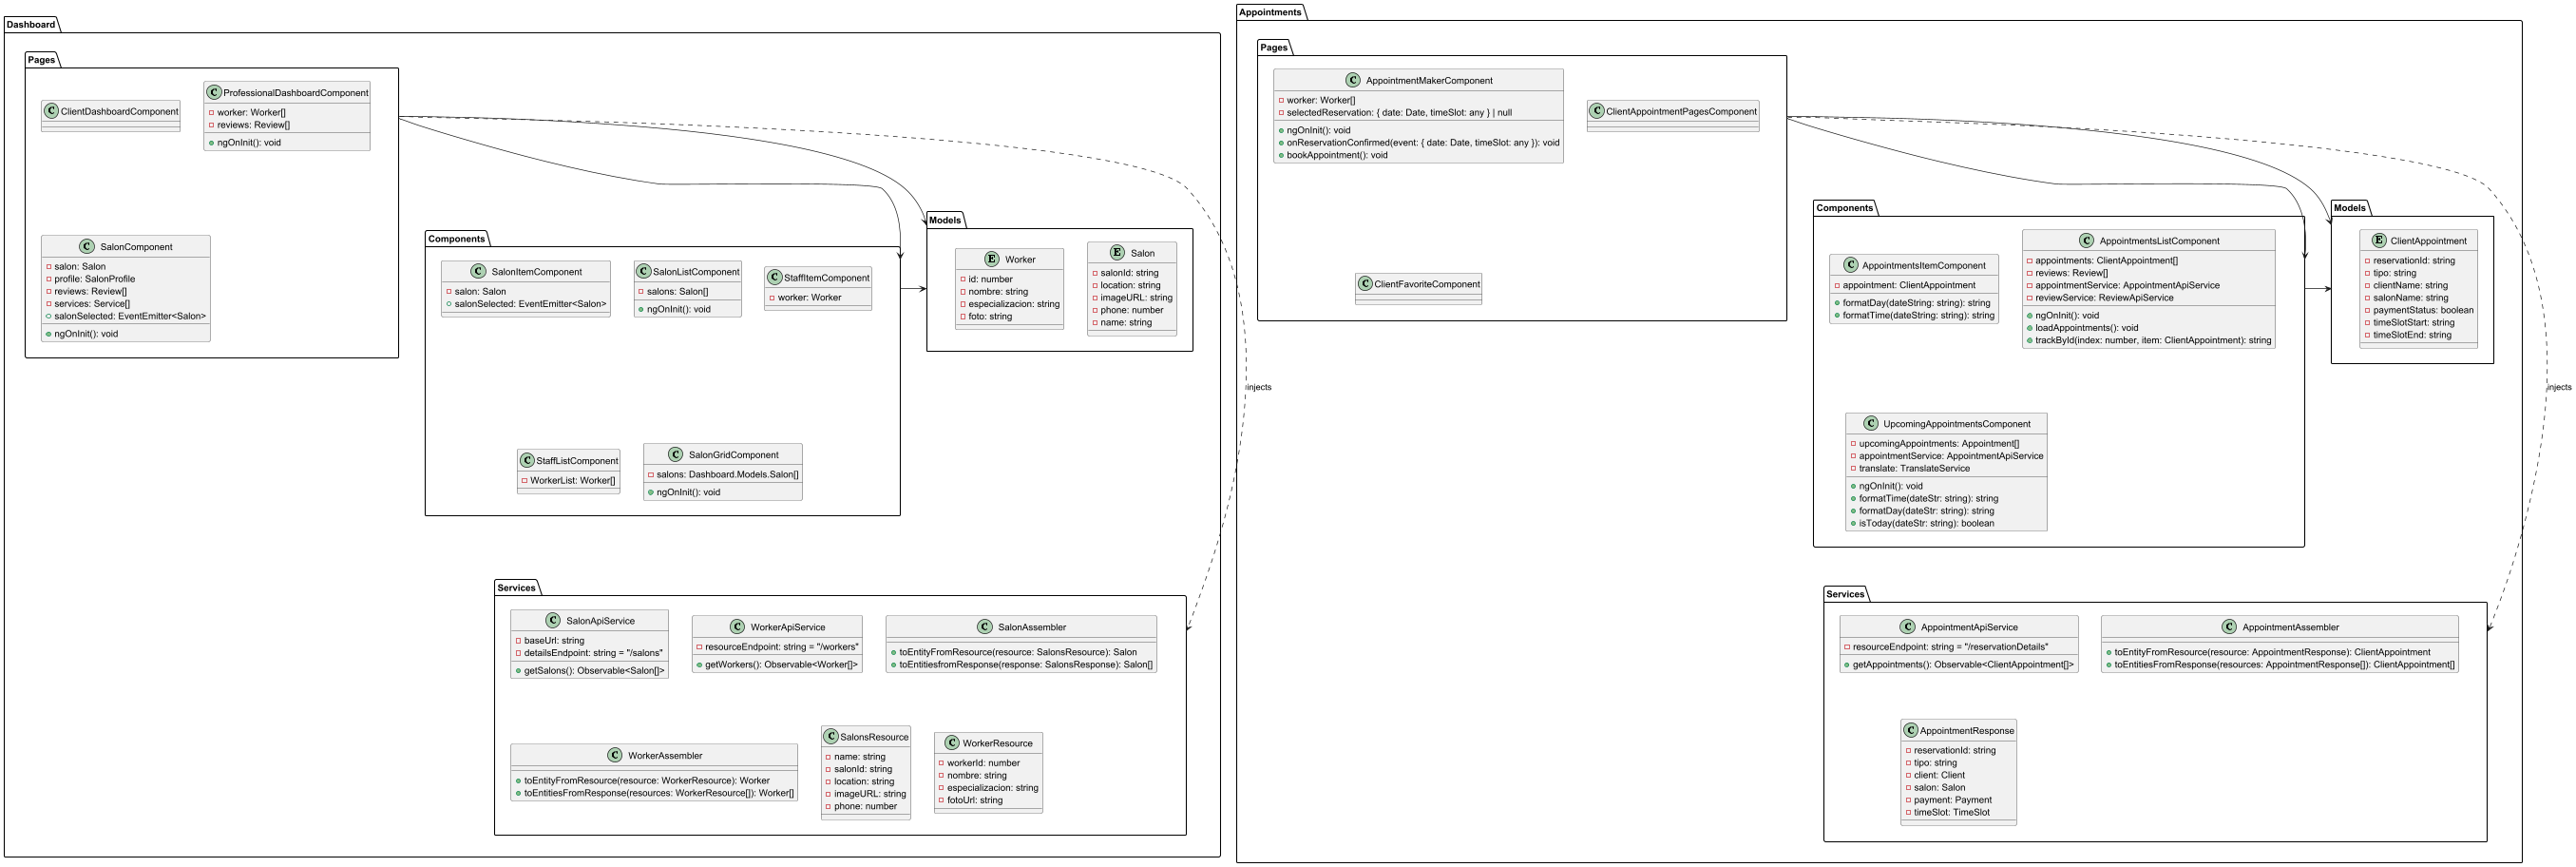 Dashboard
Pages
C ClientDashboardComponent
C ProfessionalDashboardComponent
worker: Worker[]
reviews: Review[]
ngOnInit(): void
C SalonComponent
salon: Salon
profile: SalonProfile
reviews: Review[]
services: Service[]
salonSelected: EventEmitter<Salon>
ngOnInit(): void
Components
C SalonItemComponent
salon: Salon
salonSelected: EventEmitter<Salon>
C SalonListComponent
salons: Salon[]
ngOnInit(): void
C StaffItemComponent
worker: Worker
C StaffListComponent
WorkerList: Worker[]
C SalonGridComponent
salons: Dashboard.Models.Salon[]
ngOnInit(): void
Models
E Worker
id: number
nombre: string
especializacion: string
foto: string
E Salon
salonId: string
location: string
imageURL: string
phone: number
name: string
injects
Services
C SalonApiService
baseUrl: string
detailsEndpoint: string = "/salons"
getSalons(): Observable<Salon[]>
C WorkerApiService
resourceEndpoint: string = "/workers"
getWorkers(): Observable<Worker[]>
C SalonAssembler
toEntityFromResource(resource: SalonsResource): Salon
toEntitiesfromResponse(response: SalonsResponse): Salon[]
C WorkerAssembler
toEntityFromResource(resource: WorkerResource): Worker
toEntitiesFromResponse(resources: WorkerResource[]): Worker[]
C SalonsResource
name: string
salonId: string
location: string
imageURL: string
phone: number
C WorkerResource
workerId: number
nombre: string
especializacion: string
fotoUrl: string
Appointments
Pages
C AppointmentMakerComponent
worker: Worker[]
selectedReservation: { date: Date, timeSlot: any } | null
ngOnInit(): void
onReservationConfirmed(event: { date: Date, timeSlot: any }): void
bookAppointment(): void
C ClientAppointmentPagesComponent
C ClientFavoriteComponent
Components
C AppointmentsItemComponent
appointment: ClientAppointment
formatDay(dateString: string): string
formatTime(dateString: string): string
C AppointmentsListComponent
appointments: ClientAppointment[]
reviews: Review[]
appointmentService: AppointmentApiService
reviewService: ReviewApiService
ngOnInit(): void
loadAppointments(): void
trackById(index: number, item: ClientAppointment): string
C UpcomingAppointmentsComponent
upcomingAppointments: Appointment[]
appointmentService: AppointmentApiService
translate: TranslateService
ngOnInit(): void
formatTime(dateStr: string): string
formatDay(dateStr: string): string
isToday(dateStr: string): boolean
Models
E ClientAppointment
reservationId: string
tipo: string
clientName: string
salonName: string
paymentStatus: boolean
timeSlotStart: string
timeSlotEnd: string
injects
Services
C AppointmentApiService
resourceEndpoint: string = "/reservationDetails"
getAppointments(): Observable<ClientAppointment[]>
C AppointmentAssembler
toEntityFromResource(resource: AppointmentResponse): ClientAppointment
toEntitiesFromResponse(resources: AppointmentResponse[]): ClientAppointment[]
C AppointmentResponse
reservationId: string
tipo: string
client: Client
salon: Salon
payment: Payment
timeSlot: TimeSlot